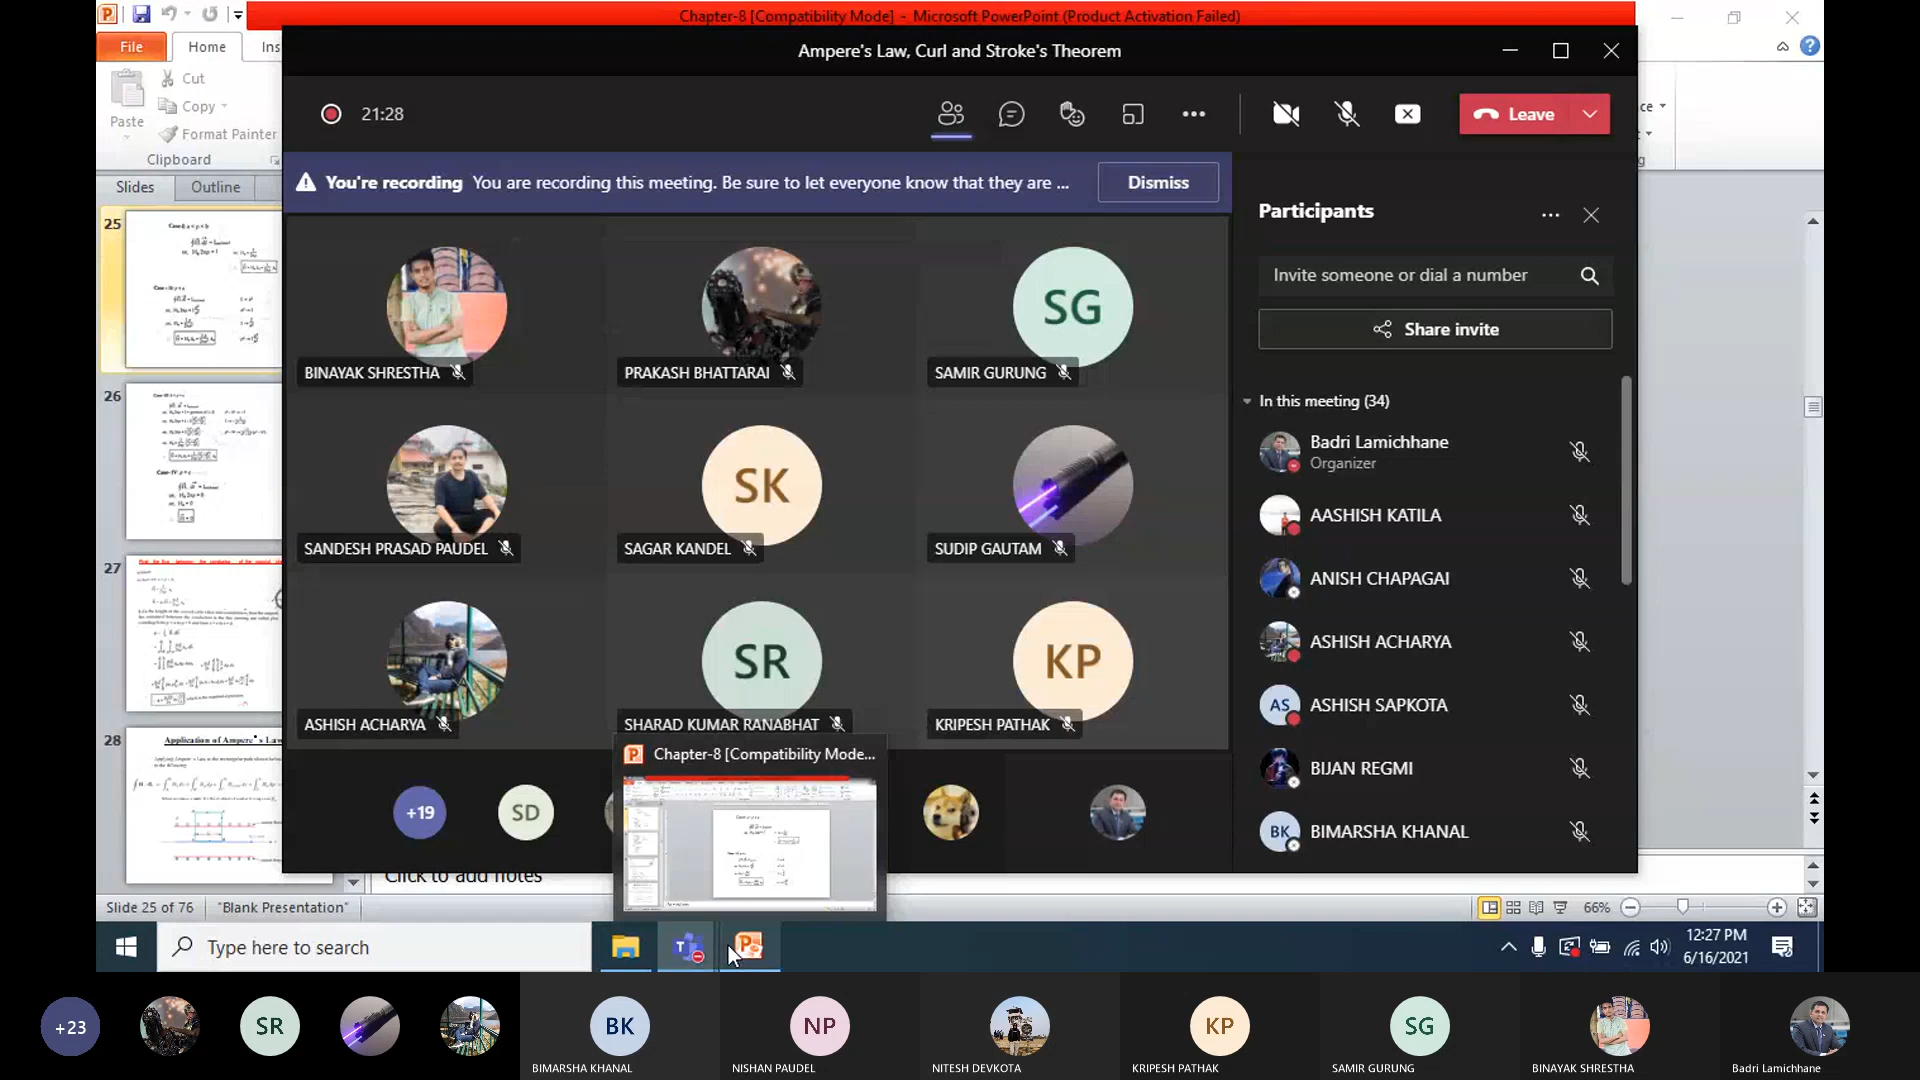 Chapter-8 [Compatibility Mode] - Microsoft PowerPoint (Product Activation Failed)
File
Home
Ins
Ampere's Law, Curl and Stroke's Theorem
Cut
Copy
Paste
Format Painter
Clipboard
Slides
Outline
21:28
Leave
ce
You're recording You are recording this meeting. Be sure to let everyone know that they are ...
Dismiss
Participants
Invite someone or dial a number
Share invite
In this meeting (34)
Badri Lamichhane
Organizer
AASHISH KATILA
ANISH CHAPAGAI
ASHISH ACHARYA
AS
ASHISH SAPKOTA
BIJAN REGMI
BK
BIMARSHA KHANAL
25
26
27
28
Application of Ampere's Law
SG
BINAYAK SHRESTHA
PRAKASH BHATTARAI
SAMIR GURUNG
SK
SANDESH PRASAD PAUDEL
SAGAR KANDEL
SUDIP GAUTAM
SR
KP
ASHISH ACHARYA
SHARAD KUMAR RANABHAT
KRIPESH PATHAK
Chapter-8 [Compatibility Mode...
+19
SD
Click to add notes
Slide 25 of 76
"Blank Presentation"
66%
Type here to search
12:27 PM
6/16/2021
+23
SR
BK
NP
KP
SG
BIMARSHA KHANAL
NISHAN PAUDEL
NITESH DEVKOTA
KRIPESH PATHAK
SAMIR GURUNG
BINAYAK SHRESTHA
Badri Lamichhane